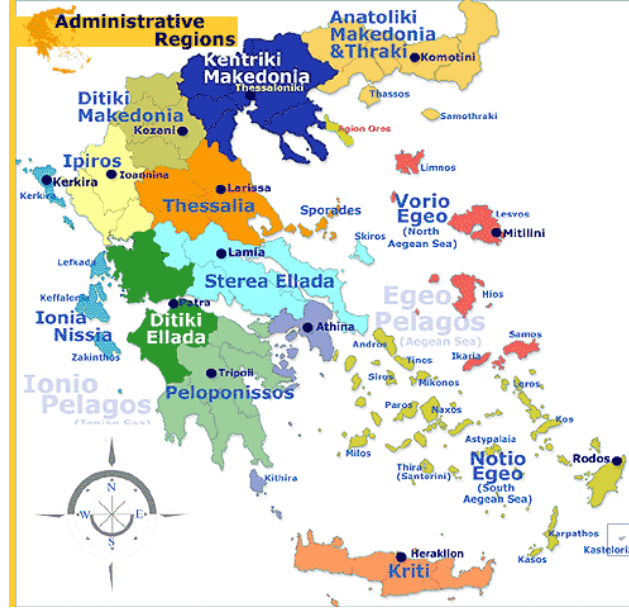 Administrative
Regions
Anatoliki
Makedonia
&Thraki
Komotini
Kentriki
Makedonia
Thessaloniki
Thassos
Samothraki
Ditiki
Makedonia
Kozani
Agion Oros
Ipiros
Ioannina
Limnos
Kerkira
Kerkira
Larissa
Thessalia
Sporades
Vorio
Egeo
(North
Aegean Sea)
Lesvos
Mitilini
Skiros
Lamia
Sterea Ellada
Lefkada
Keffalonia
Ionia
Nissia
Zakinthos
Patra
Ditiki
Ellada
Athina
Egeo
Pelagos
(Aegean Sea)
Hios
Samos
Ikaria
Andros
Tinos
Siros
Mikonos
Leros
Ionio
Pelagos
(Ionian Sea)
Tripoli
Peloponissos
Paros
Naxos
Kos
Milos
Astypalaia
Thira
(Santorini)
Notio
Egeo
(South
Aegean Sea)
Rodos
Kithira
N
W
E
S
Karpathos
Kasos
Kasteloria
Heraklion
Kriti